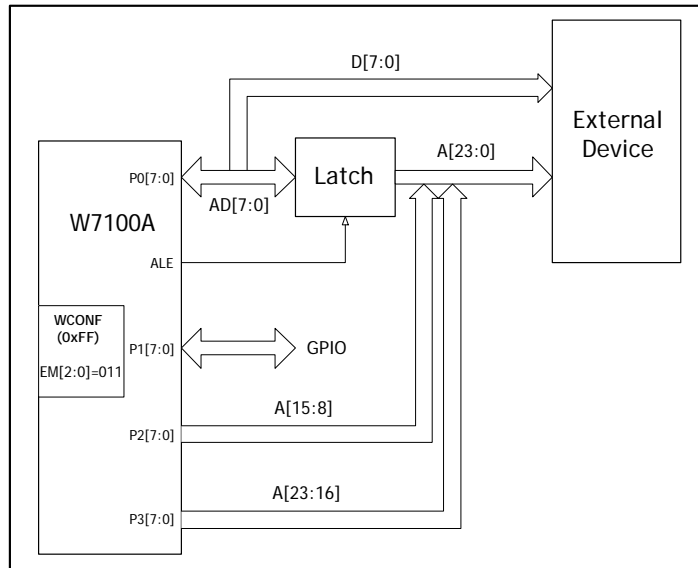 D[7:0]
External
Device
A[23:0]
P0[7:0]
Latch
AD[7:0]
W7100A
ALE
WCONF
(0xFF)
EM[2:0]=011
P1[7:0]
GPIO
A[15:8]
P2[7:0]
A[23:16]
P3[7:0]